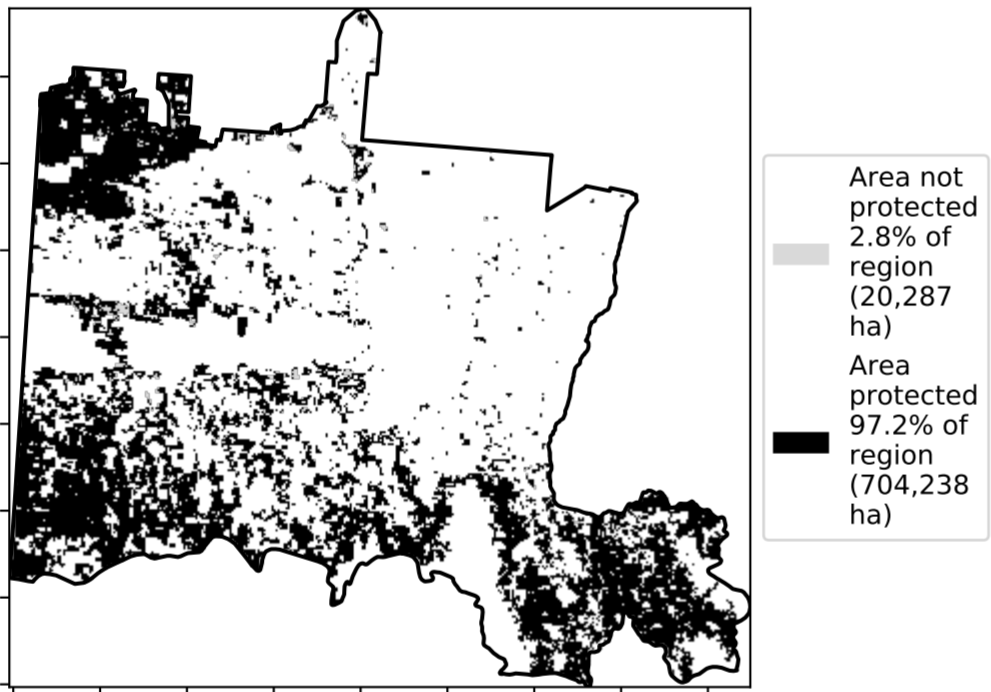 Area not
protected
2.8% of
region
(20,287
ha)
Area
protected
97.2% of
region
(704,238
ha)